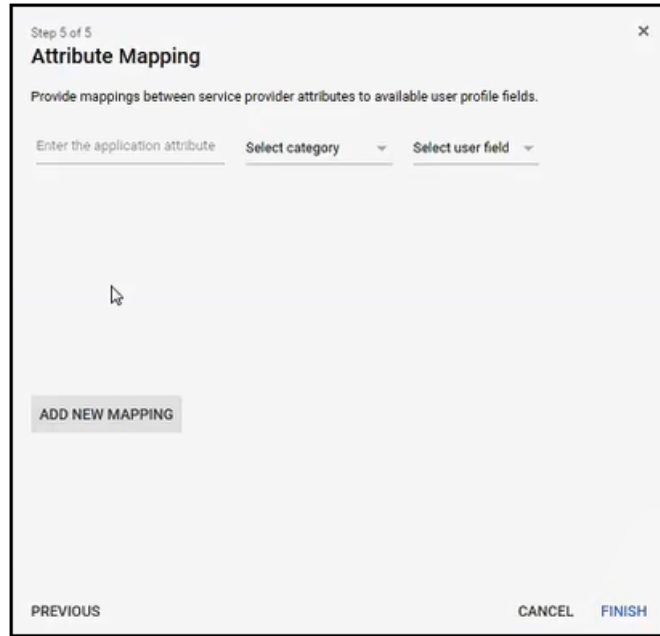 Step 5 of 5
Attribute Mapping
Provide mappings between service provider attributes to available user profile fields.
Enter the application attribute Select category Select user field
ADD NEW MAPPING
PREVIOUS CANCEL FINISH